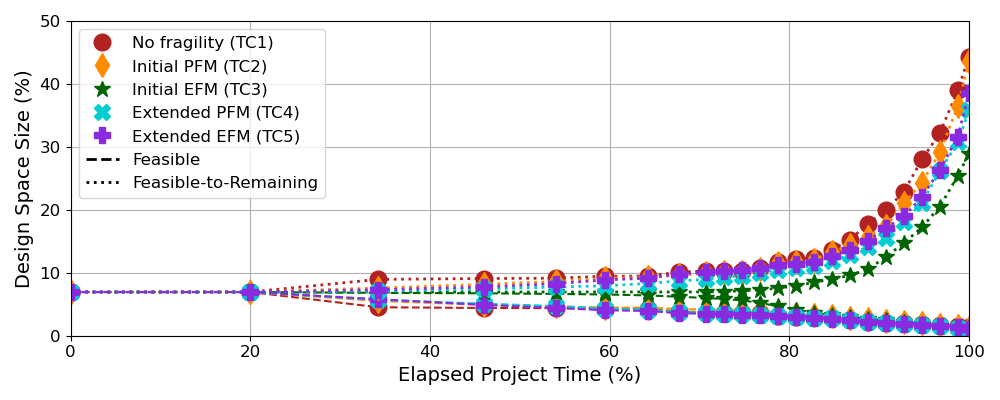 50
40
30
20
10
0
Design Space Size (%)
No fragility (TC1)
Initial PFM (TC2)
Initial EFM (TC3)
Extended PFM (TC4)
Extended EFM (TC5)
Feasible
Feasible-to-Remaining
0 20 40 60 80 100
Elapsed Project Time (%)